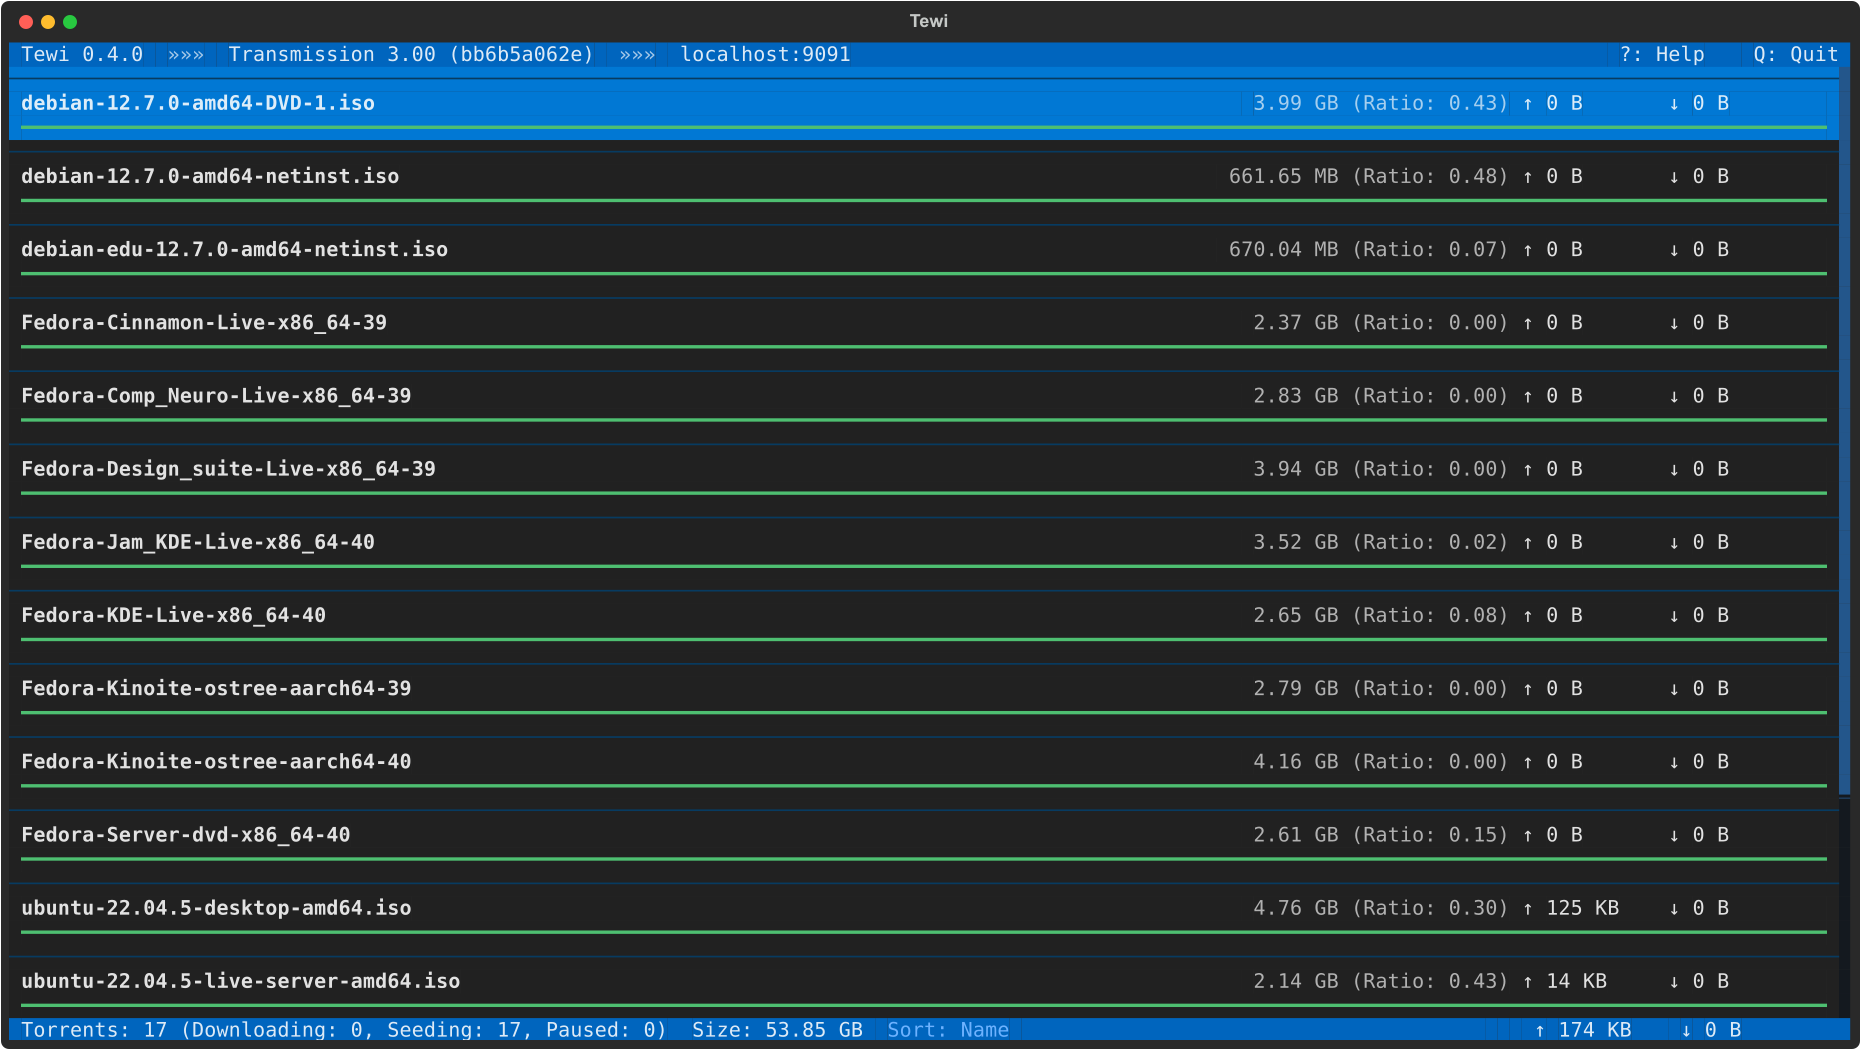 Tewi
Tewi 0.4.0 »»» Transmission 3.00 (bb6b5a062e) »»» localhost:9091 ?: Help Q: Quit
debian-12.7.0-amd64-DVD-1.iso 3.99 GB (Ratio: 0.43) ↑ 0 B ↓ 0 B
debian-12.7.0-amd64-netinst.iso 661.65 MB (Ratio: 0.48) ↑ 0 B ↓ 0 B
debian-edu-12.7.0-amd64-netinst.iso 670.04 MB (Ratio: 0.07) ↑ 0 B ↓ 0 B
Fedora-Cinnamon-Live-x86_64-39 2.37 GB (Ratio: 0.00) ↑ 0 B ↓ 0 B
Fedora-Comp_Neuro-Live-x86_64-39 2.83 GB (Ratio: 0.00) ↑ 0 B ↓ 0 B
Fedora-Design_suite-Live-x86_64-39 3.94 GB (Ratio: 0.00) ↑ 0 B ↓ 0 B
Fedora-Jam_KDE-Live-x86_64-40 3.52 GB (Ratio: 0.02) ↑ 0 B ↓ 0 B
Fedora-KDE-Live-x86_64-40 2.65 GB (Ratio: 0.08) ↑ 0 B ↓ 0 B
Fedora-Kinoite-ostree-aarch64-39 2.79 GB (Ratio: 0.00) ↑ 0 B ↓ 0 B
Fedora-Kinoite-ostree-aarch64-40 4.16 GB (Ratio: 0.00) ↑ 0 B ↓ 0 B
Fedora-Server-dvd-x86_64-40 2.61 GB (Ratio: 0.15) ↑ 0 B ↓ 0 B
ubuntu-22.04.5-desktop-amd64.iso 4.76 GB (Ratio: 0.30) ↑ 125 KB ↓ 0 B
ubuntu-22.04.5-live-server-amd64.iso 2.14 GB (Ratio: 0.43) ↑ 14 KB ↓ 0 B
Torrents: 17 (Downloading: 0, Seeding: 17, Paused: 0) Size: 53.85 GB Sort: Name ↑ 174 KB ↓ 0 B